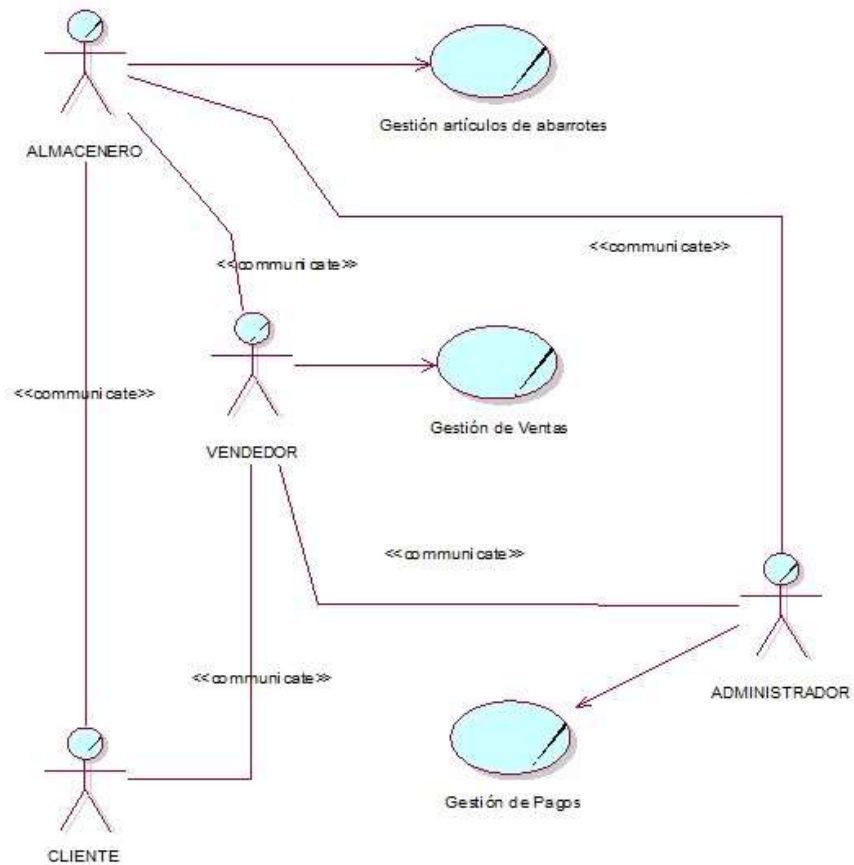 Gestión artículos de abarrotes
ALMACENERO
<<communicate>>
<<communicate>>
<<communicate>>
Gestión de Ventas
VENDEDOR
<<communicate>>
<<communicate>>
ADMINISTRADOR
Gestión de Pagos
CLIENTE